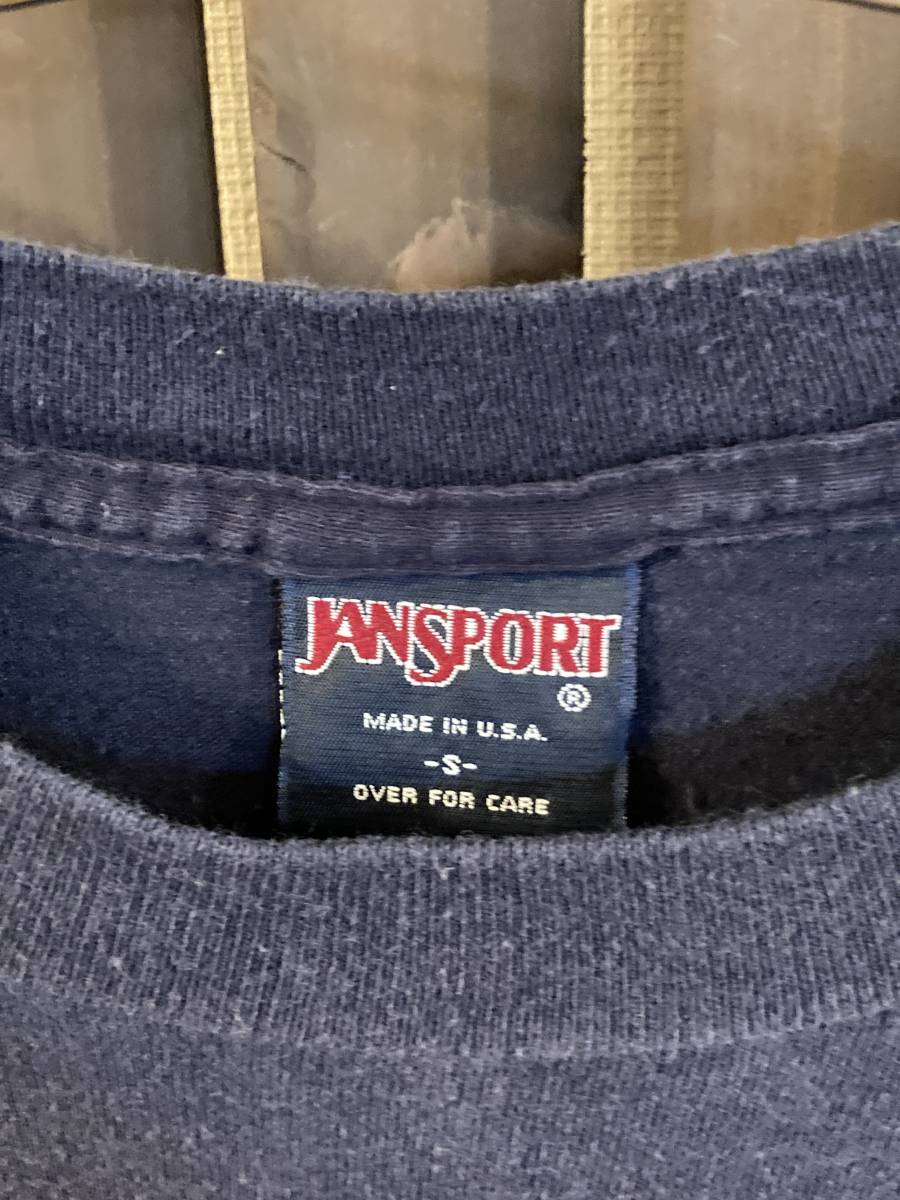 JANSPORT
®
MADE IN U.S.A.
-S-
OVER FOR CARE